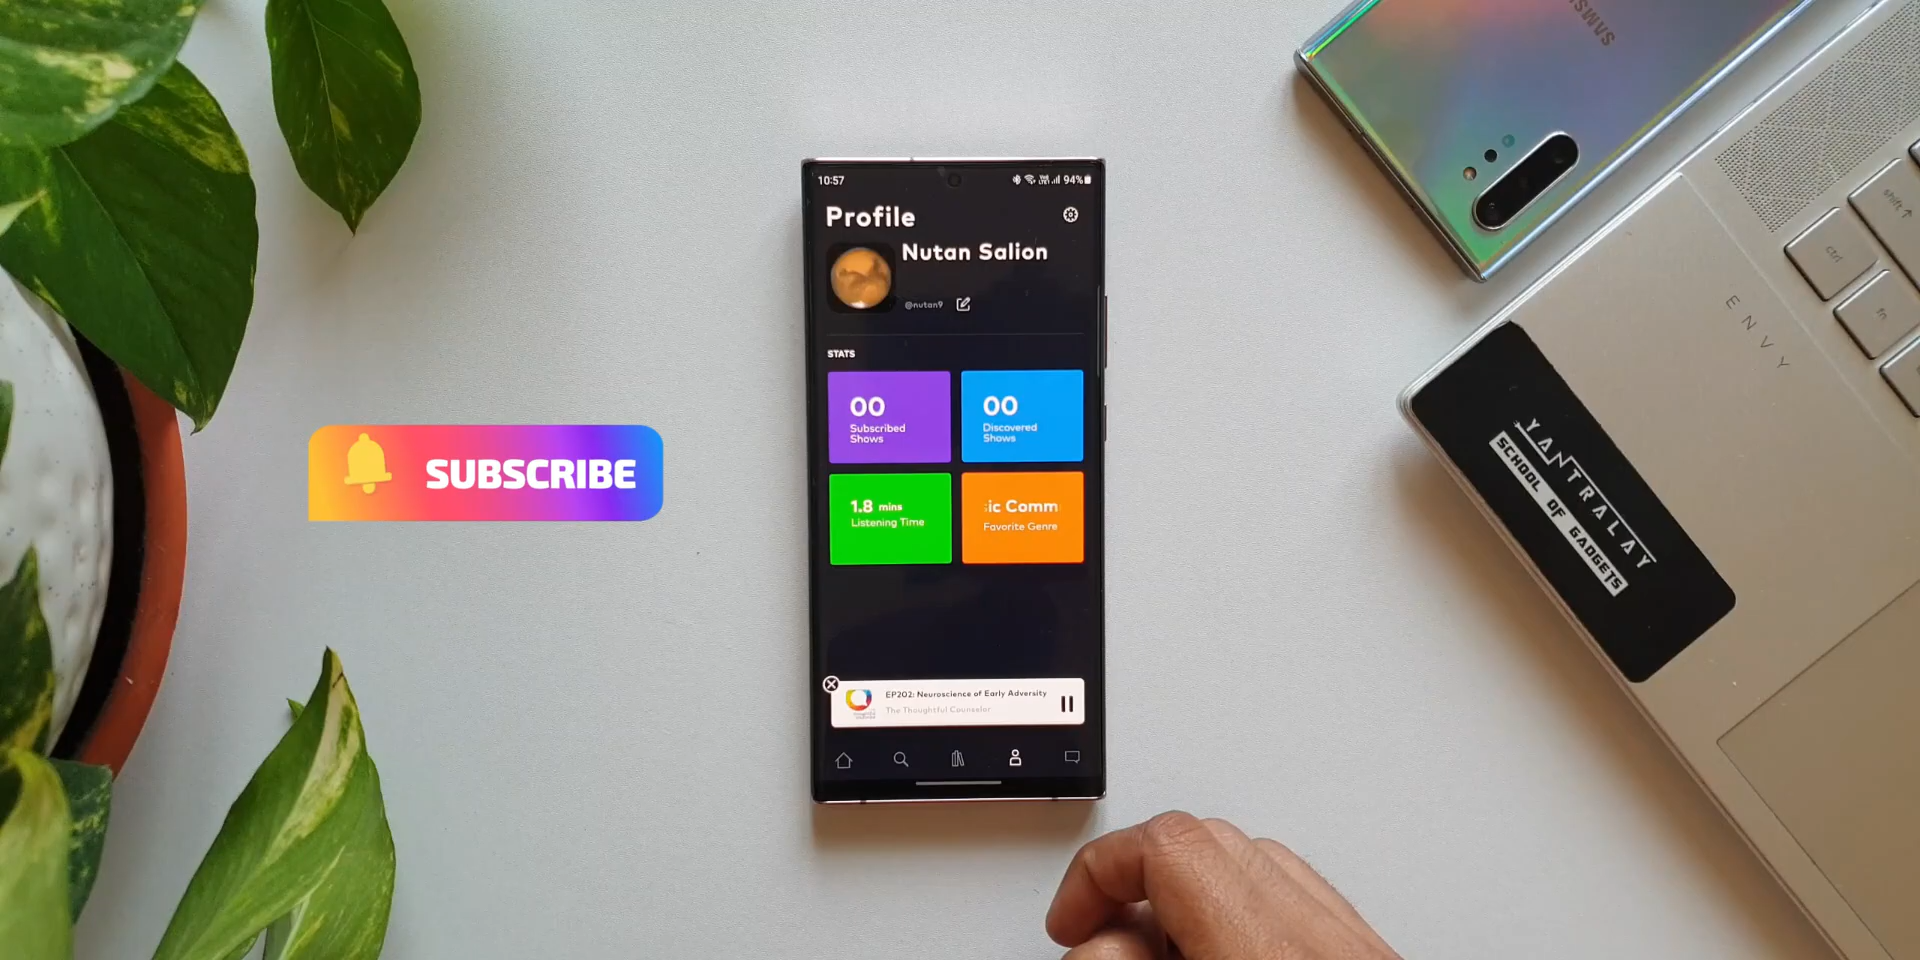 SAMSUNG
10:57
94%
Profile
Nutan Salion
@nutan9
STATS
00
Subscribed
Shows
00
Discovered
Shows
1.8 mins
Listening Time
ic Comm
Favorite Genre
EP202: Neuroscience of Early Adversity
The Thoughtful Counselor
SUBSCRIBE
shift
ctrl
fn
ENVY
YANTRALAY
SCHOOL OF GADGETS